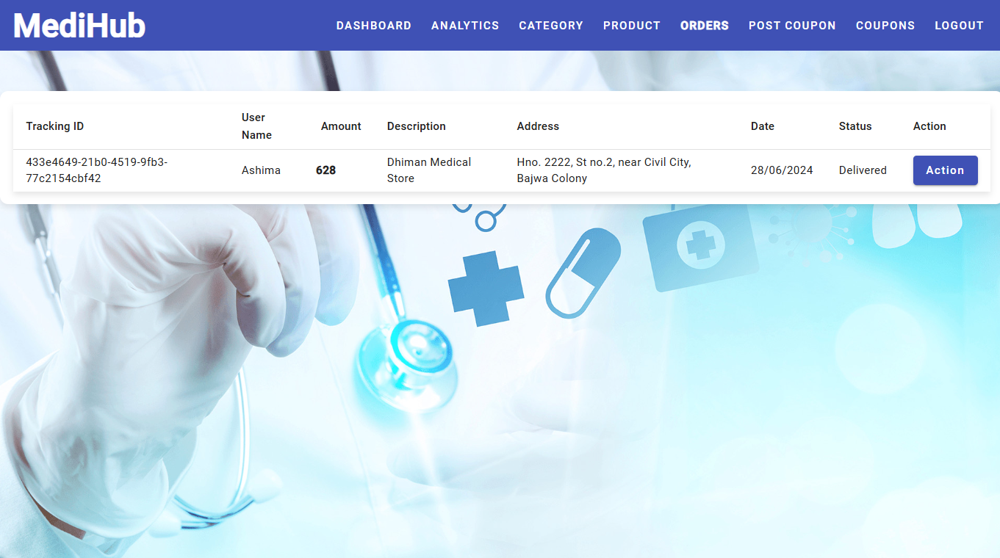 MediHub
DASHBOARD ANALYTICS CATEGORY PRODUCT ORDERS POST COUPON COUPONS LOGOUT
Tracking ID User Name Amount Description Address Date Status Action
433e4649-21b0-4519-9fb3-
77c2154cbf42
Ashima
628
Dhiman Medical
Store
Hno. 2222, St no.2, near Civil City,
Bajwa Colony
28/06/2024
Delivered
Action